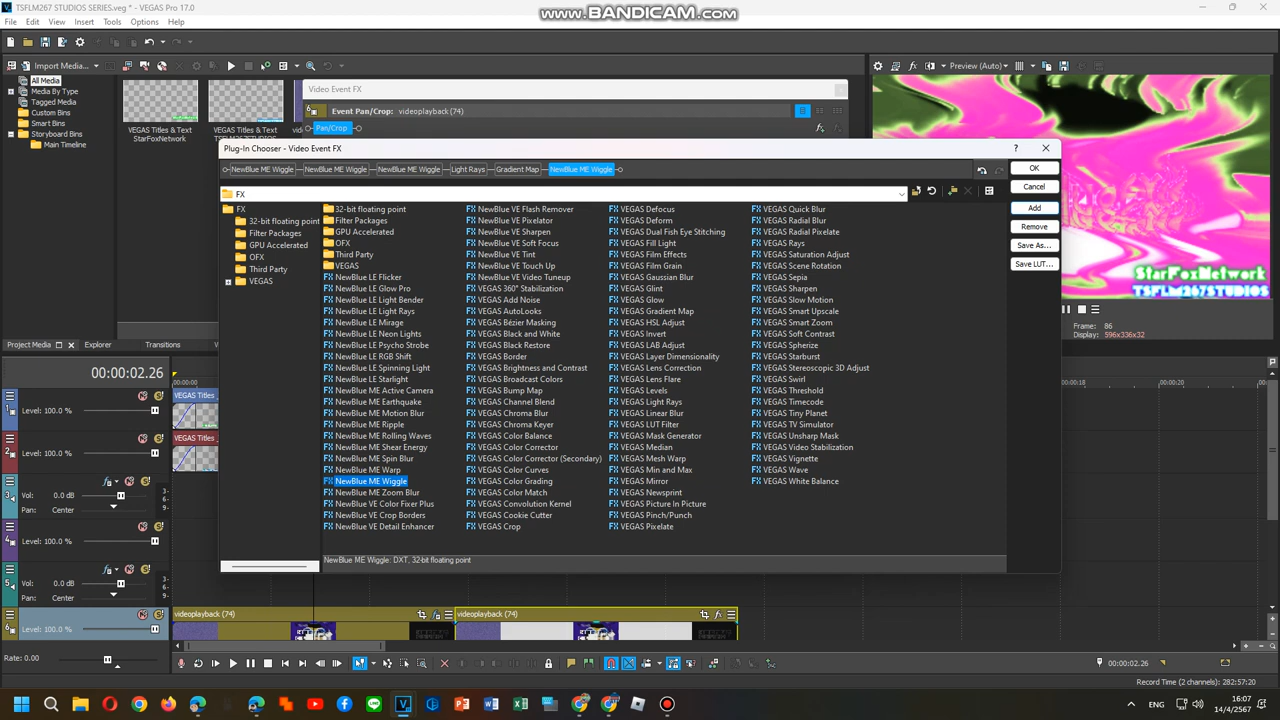 TSFLM267 STUDIOS SERIES.veg * - VEGAS Pro 17.0
www.BANDICAM.com
File Edit View Insert Tools Options Help
Import Media...
Video Event FX
Preview (Auto)
All Media
Media By Type
Tagged Media
Custom Bins
Smart Bins
Storyboard Bins
Main Timeline
VEGAS Titles & Text
StarFoxNetwork
VEGAS Titles & Text
Event Pan/Crop: videoplayback (74)
Pan/Crop
Plug-In Chooser - Video Event FX
NewBlue ME Wiggle NewBlue ME Wiggle NewBlue ME Wiggle Light Rays Gradient Map NewBlue ME Wiggle
OK
Cancel
Add
Remove
Save As...
Save LUT...
FX
FX
32-bit floating point
Filter Packages
GPU Accelerated
OFX
Third Party
VEGAS
32-bit floating point
Filter Packages
GPU Accelerated
OFX
Third Party
VEGAS
NewBlue LE Flicker
NewBlue LE Glow Pro
NewBlue LE Light Bender
NewBlue LE Light Rays
NewBlue LE Mirage
NewBlue LE Neon Lights
NewBlue LE Psycho Strobe
NewBlue LE RGB Shift
NewBlue LE Spinning Light
NewBlue LE Starlight
NewBlue ME Active Camera
NewBlue ME Earthquake
NewBlue ME Motion Blur
NewBlue ME Ripple
NewBlue ME Rolling Waves
NewBlue ME Shear Energy
NewBlue ME Spin Blur
NewBlue ME Warp
NewBlue ME Wiggle
NewBlue ME Zoom Blur
NewBlue VE Color Fixer Plus
NewBlue VE Crop Borders
NewBlue VE Detail Enhancer
NewBlue VE Flash Remover
NewBlue VE Pixelator
NewBlue VE Sharpen
NewBlue VE Soft Focus
NewBlue VE Tint
NewBlue VE Touch Up
NewBlue VE Video Tuneup
VEGAS 360° Stabilization
VEGAS Add Noise
VEGAS AutoLooks
VEGAS Bézier Masking
VEGAS Black and White
VEGAS Black Restore
VEGAS Border
VEGAS Brightness and Contrast
VEGAS Broadcast Colors
VEGAS Bump Map
VEGAS Channel Blend
VEGAS Chroma Blur
VEGAS Chroma Keyer
VEGAS Color Balance
VEGAS Color Corrector
VEGAS Color Corrector (Secondary)
VEGAS Color Curves
VEGAS Color Grading
VEGAS Color Match
VEGAS Convolution Kernel
VEGAS Cookie Cutter
VEGAS Crop
VEGAS Defocus
VEGAS Deform
VEGAS Dual Fish Eye Stitching
VEGAS Fill Light
VEGAS Film Effects
VEGAS Film Grain
VEGAS Gaussian Blur
VEGAS Glint
VEGAS Glow
VEGAS Gradient Map
VEGAS HSL Adjust
VEGAS Invert
VEGAS LAB Adjust
VEGAS Layer Dimensionality
VEGAS Lens Correction
VEGAS Lens Flare
VEGAS Levels
VEGAS Light Rays
VEGAS Linear Blur
VEGAS LUT Filter
VEGAS Mask Generator
VEGAS Median
VEGAS Mesh Warp
VEGAS Min and Max
VEGAS Mirror
VEGAS Newsprint
VEGAS Picture In Picture
VEGAS Pinch/Punch
VEGAS Pixelate
VEGAS Quick Blur
VEGAS Radial Blur
VEGAS Radial Pixelate
VEGAS Rays
VEGAS Saturation Adjust
VEGAS Scene Rotation
VEGAS Sepia
VEGAS Sharpen
VEGAS Slow Motion
VEGAS Smart Upscale
VEGAS Smart Zoom
VEGAS Soft Contrast
VEGAS Spherize
VEGAS Starburst
VEGAS Stereoscopic 3D Adjust
VEGAS Swirl
VEGAS Threshold
VEGAS Timecode
VEGAS Tiny Planet
VEGAS TV Simulator
VEGAS Unsharp Mask
VEGAS Video Stabilization
VEGAS Vignette
VEGAS Wave
VEGAS White Balance
NewBlue ME Wiggle: DXT, 32-bit floating point
StarFoxNetwork
TSFLM267STUDIOS
Frame: 86
Display: 596x336x32
Project Media Explorer Transitions
00:00:02.26
00:00:00
00:00:18
00:00:20
1
Level: 100.0 %
VEGAS Titles
2
Level: 100.0 %
VEGAS Titles
3
Vol: 0.0 dB
Pan: Center
4
Level: 100.0 %
5
Vol: 0.0 dB
Pan: Center
6
Level: 100.0 %
videoplayback (74)
videoplayback (74)
Rate: 0.00
00:00:02.26
Record Time (2 channels): 282:57:20
ENG
16:07
14/4/2567